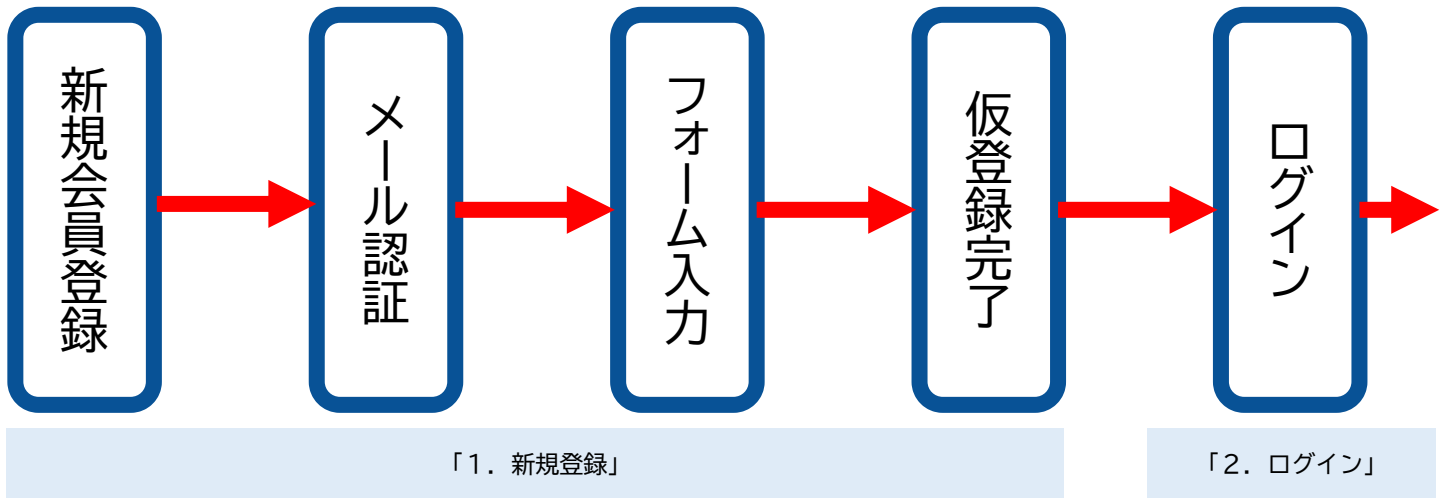 新規会員登録
メール認証
フォーム入力
仮登録完了
ログイン
「1．新規登録」
「2．ログイン」